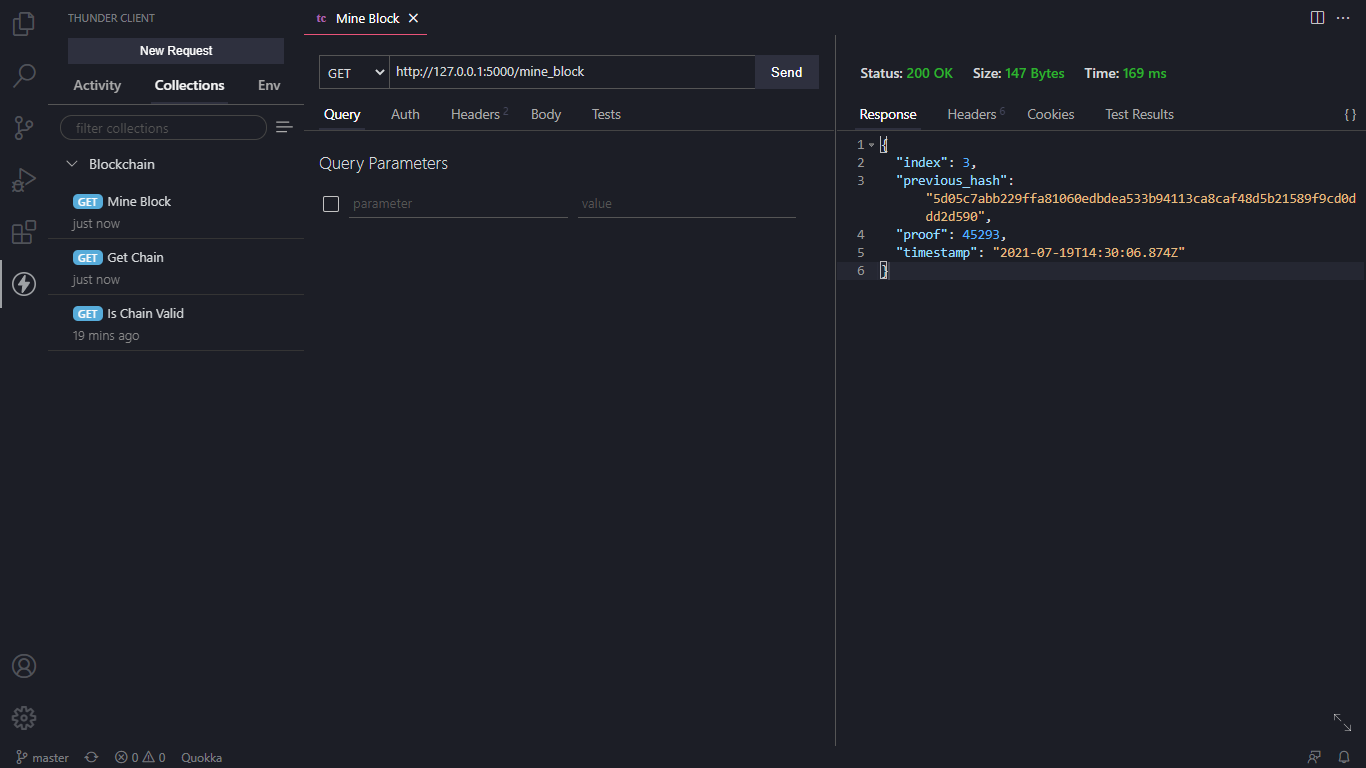 THUNDER CLIENT
New Request
Activity Collections Env
filter collections
Blockchain
GET Mine Block
just now
GET Get Chain
just now
GET Is Chain Valid
19 mins ago
tc Mine Block
GET http://127.0.0.1:5000/mine_block Send
Query Auth Headers 2 Body Tests
Query Parameters
parameter value
Status: 200 OK Size: 147 Bytes Time: 169 ms
Response Headers 6 Cookies Test Results { }
1 {
2 "index": 3,
3 "previous_hash":
"5d05c7abb229ffa81060edbdea533b94113ca8caf48d5b21589f9cd0d
dd2d590",
4 "proof": 45293,
5 "timestamp": "2021-07-19T14:30:06.874Z"
6 }
master 0 0 Quokka